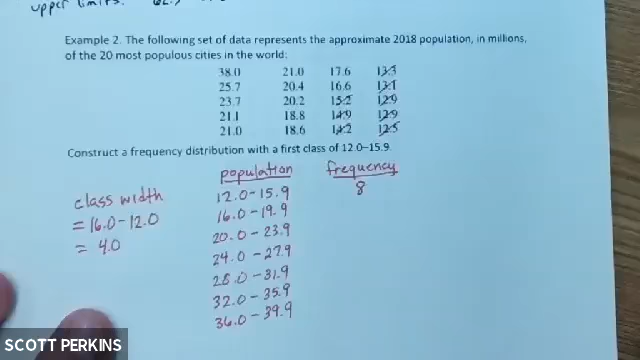 upper limits:
Example 2. The following set of data represents the approximate 2018 population, in millions,
of the 20 most populous cities in the world:
38.0 21.0 17.6 13.3
25.7 20.4 16.6 13.1
23.7 20.2 15.2 12.9
21.1 18.8 14.9 12.9
21.0 18.6 14.2 12.5
Construct a frequency distribution with a first class of 12.0–15.9.
population frequency
class width 12.0 - 15.9 8
= 16.0 - 12.0 16.0 - 19.9
= 4.0 20.0 - 23.9
24.0 - 27.9
28.0 - 31.9
32.0 - 35.9
36.0 - 39.9
SCOTT PERKINS